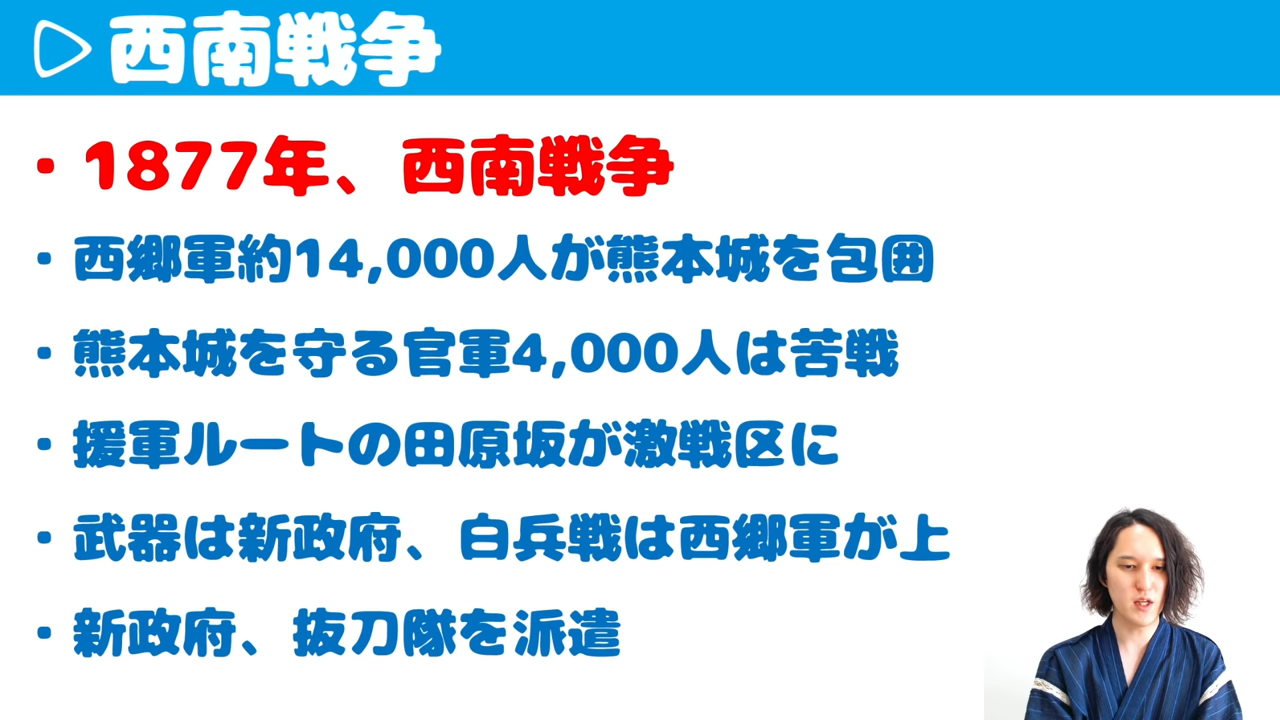 西南戦争
・1877年、西南戦争
・西郷軍約14,000人が熊本城を包囲
・熊本城を守る官軍4,000人は苦戦
・援軍ルートの田原坂が激戦区に
・武器は新政府、白兵戦は西郷軍が上
・新政府、抜刀隊を派遣